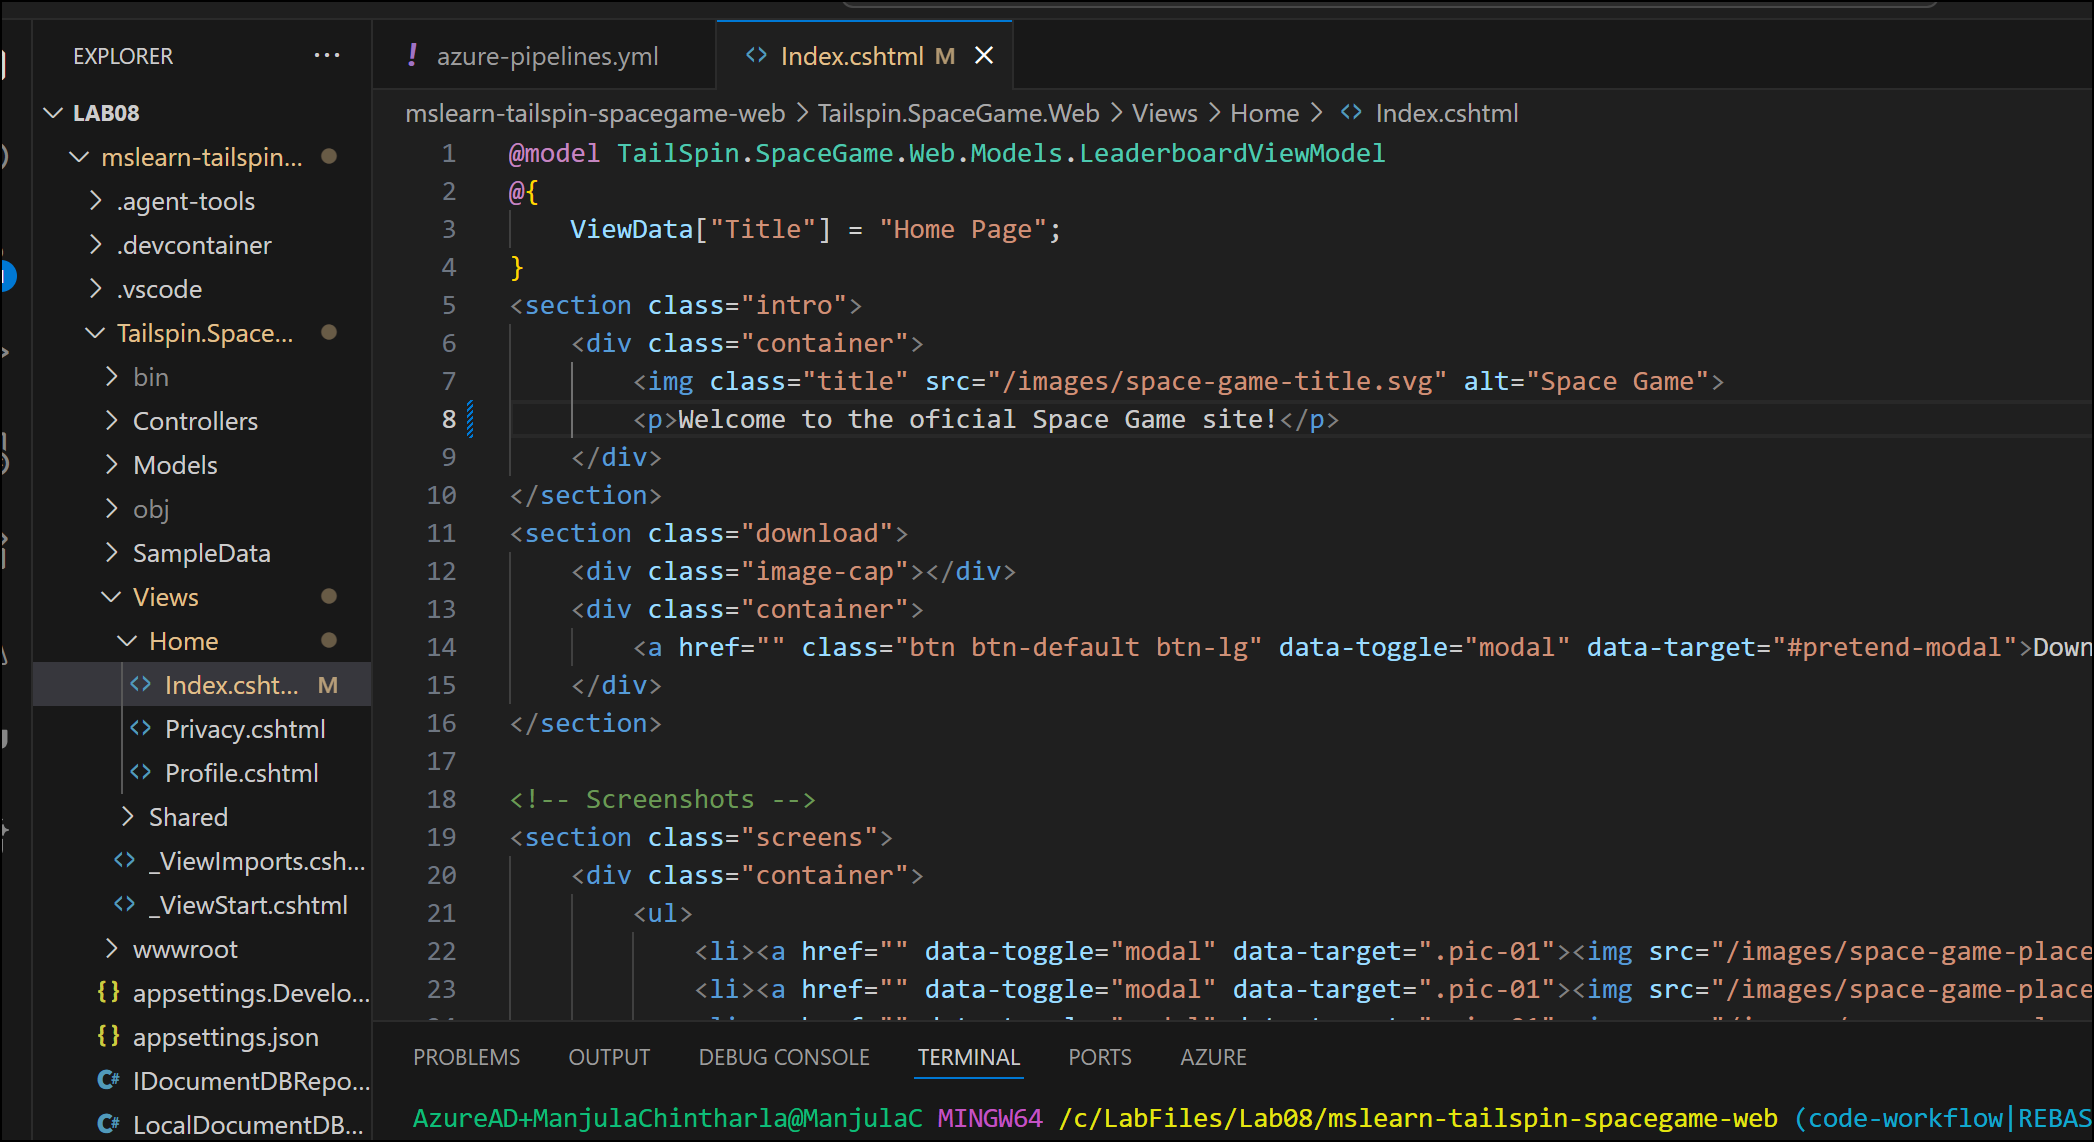 EXPLORER
···
LAB08
mslearn-tailspin...
.agent-tools
.devcontainer
.vscode
Tailspin.Space...
bin
Controllers
Models
obj
SampleData
Views
Home
Index.csht... M
Privacy.cshtml
Profile.cshtml
Shared
_ViewImports.csh...
_ViewStart.cshtml
wwwroot
{} appsettings.Develo...
{} appsettings.json
C# IDocumentDBRepo...
C# LocalDocumentDB...
! azure-pipelines.yml
<> Index.cshtml M
mslearn-tailspin-spacegame-web > Tailspin.SpaceGame.Web > Views > Home > <> Index.cshtml
1 @model TailSpin.SpaceGame.Web.Models.LeaderboardViewModel
2 @{
3 ViewData["Title"] = "Home Page";
4 }
5 <section class="intro">
6 <div class="container">
7 <img class="title" src="/images/space-game-title.svg" alt="Space Game">
8 <p>Welcome to the oficial Space Game site!</p>
9 </div>
10 </section>
11 <section class="download">
12 <div class="image-cap"></div>
13 <div class="container">
14 <a href="" class="btn btn-default btn-lg" data-toggle="modal" data-target="#pretend-modal">Down
15 </div>
16 </section>
17
18 <!-- Screenshots -->
19 <section class="screens">
20 <div class="container">
21 <ul>
22 <li><a href="" data-toggle="modal" data-target=".pic-01"><img src="/images/space-game-place
23 <li><a href="" data-toggle="modal" data-target=".pic-01"><img src="/images/space-game-place
PROBLEMS OUTPUT DEBUG CONSOLE TERMINAL PORTS AZURE
AzureAD+ManjulaChintharla@ManjulaC MINGW64 /c/LabFiles/Lab08/mslearn-tailspin-spacegame-web (code-workflow|REBAS